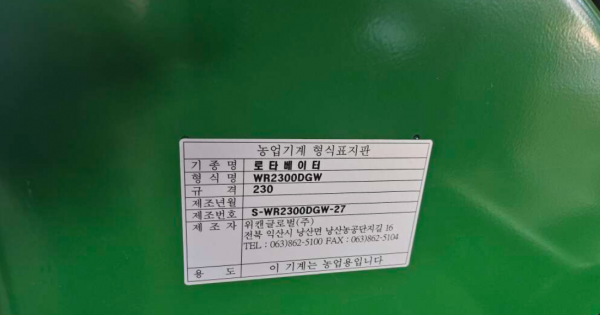 농업기계 형식표지판
기 종 명 로타베이터
형 식 명 WR2300DGW
규 격 230
제조년월
제조번호 S-WR2300DGW-27
제 조 자 위캔글로벌(주)
전북 익산시 낭산면 낭산농공단지길 16
TEL : 063)862-5100 FAX : 063)862-5104
용 도 이 기계는 농업용입니다